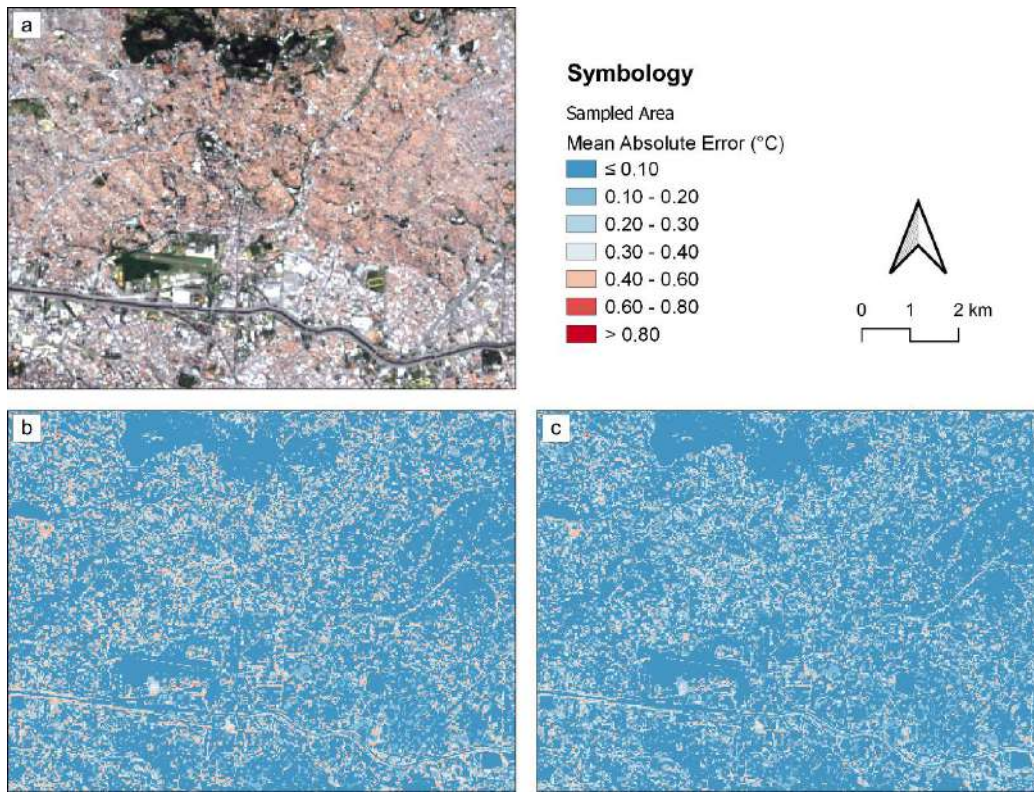 a
Symbology
Sampled Area
Mean Absolute Error (°C)
≤ 0.10
0.10 - 0.20
0.20 - 0.30
0.30 - 0.40
0.40 - 0.60
0.60 - 0.80
> 0.80
0 1 2 km
b
c